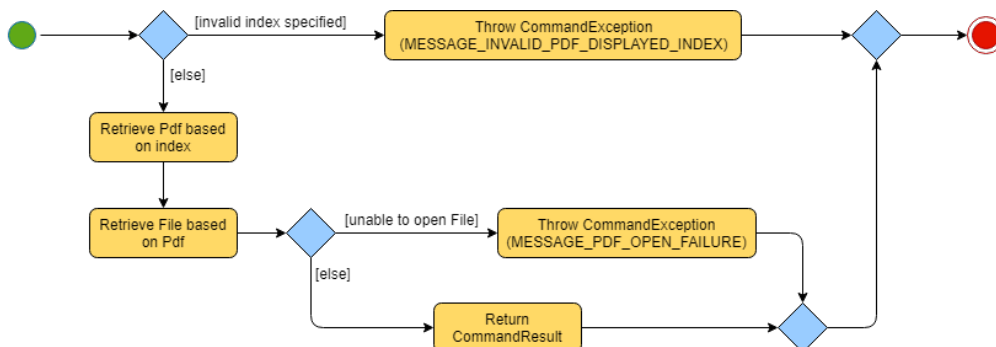 [invalid index specified]
Throw CommandException
(MESSAGE_INVALID_PDF_DISPLAYED_INDEX)
[else]
Retrieve Pdf based
on index
Retrieve File based
on Pdf
[unable to open File]
Throw CommandException
(MESSAGE_PDF_OPEN_FAILURE)
[else]
Return
CommandResult